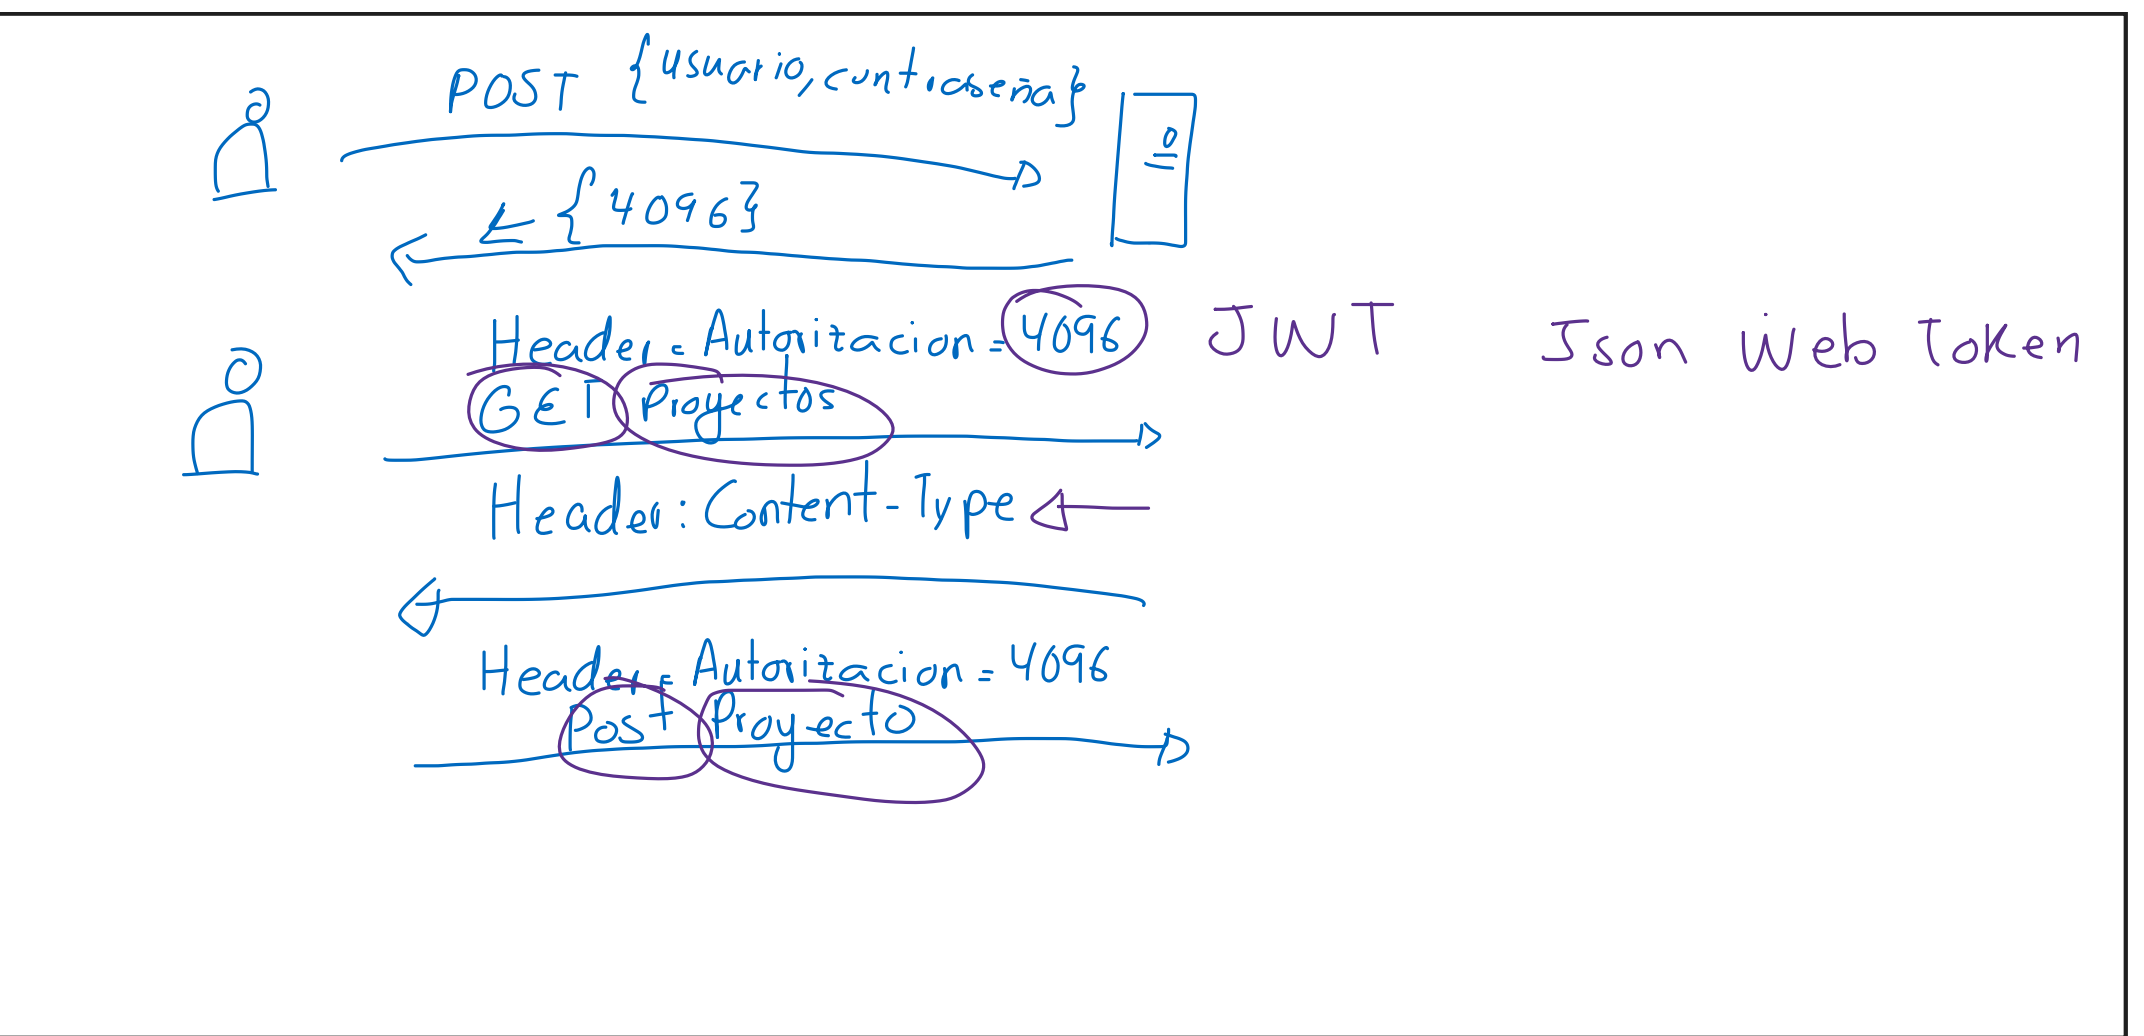 POST {usuario, contraseña}
{4096}
Header = Autorizacion = 4096 JWT Json Web Token
GET Proyectos
Header: Content-Type
Header = Autorizacion = 4096
Post Proyecto